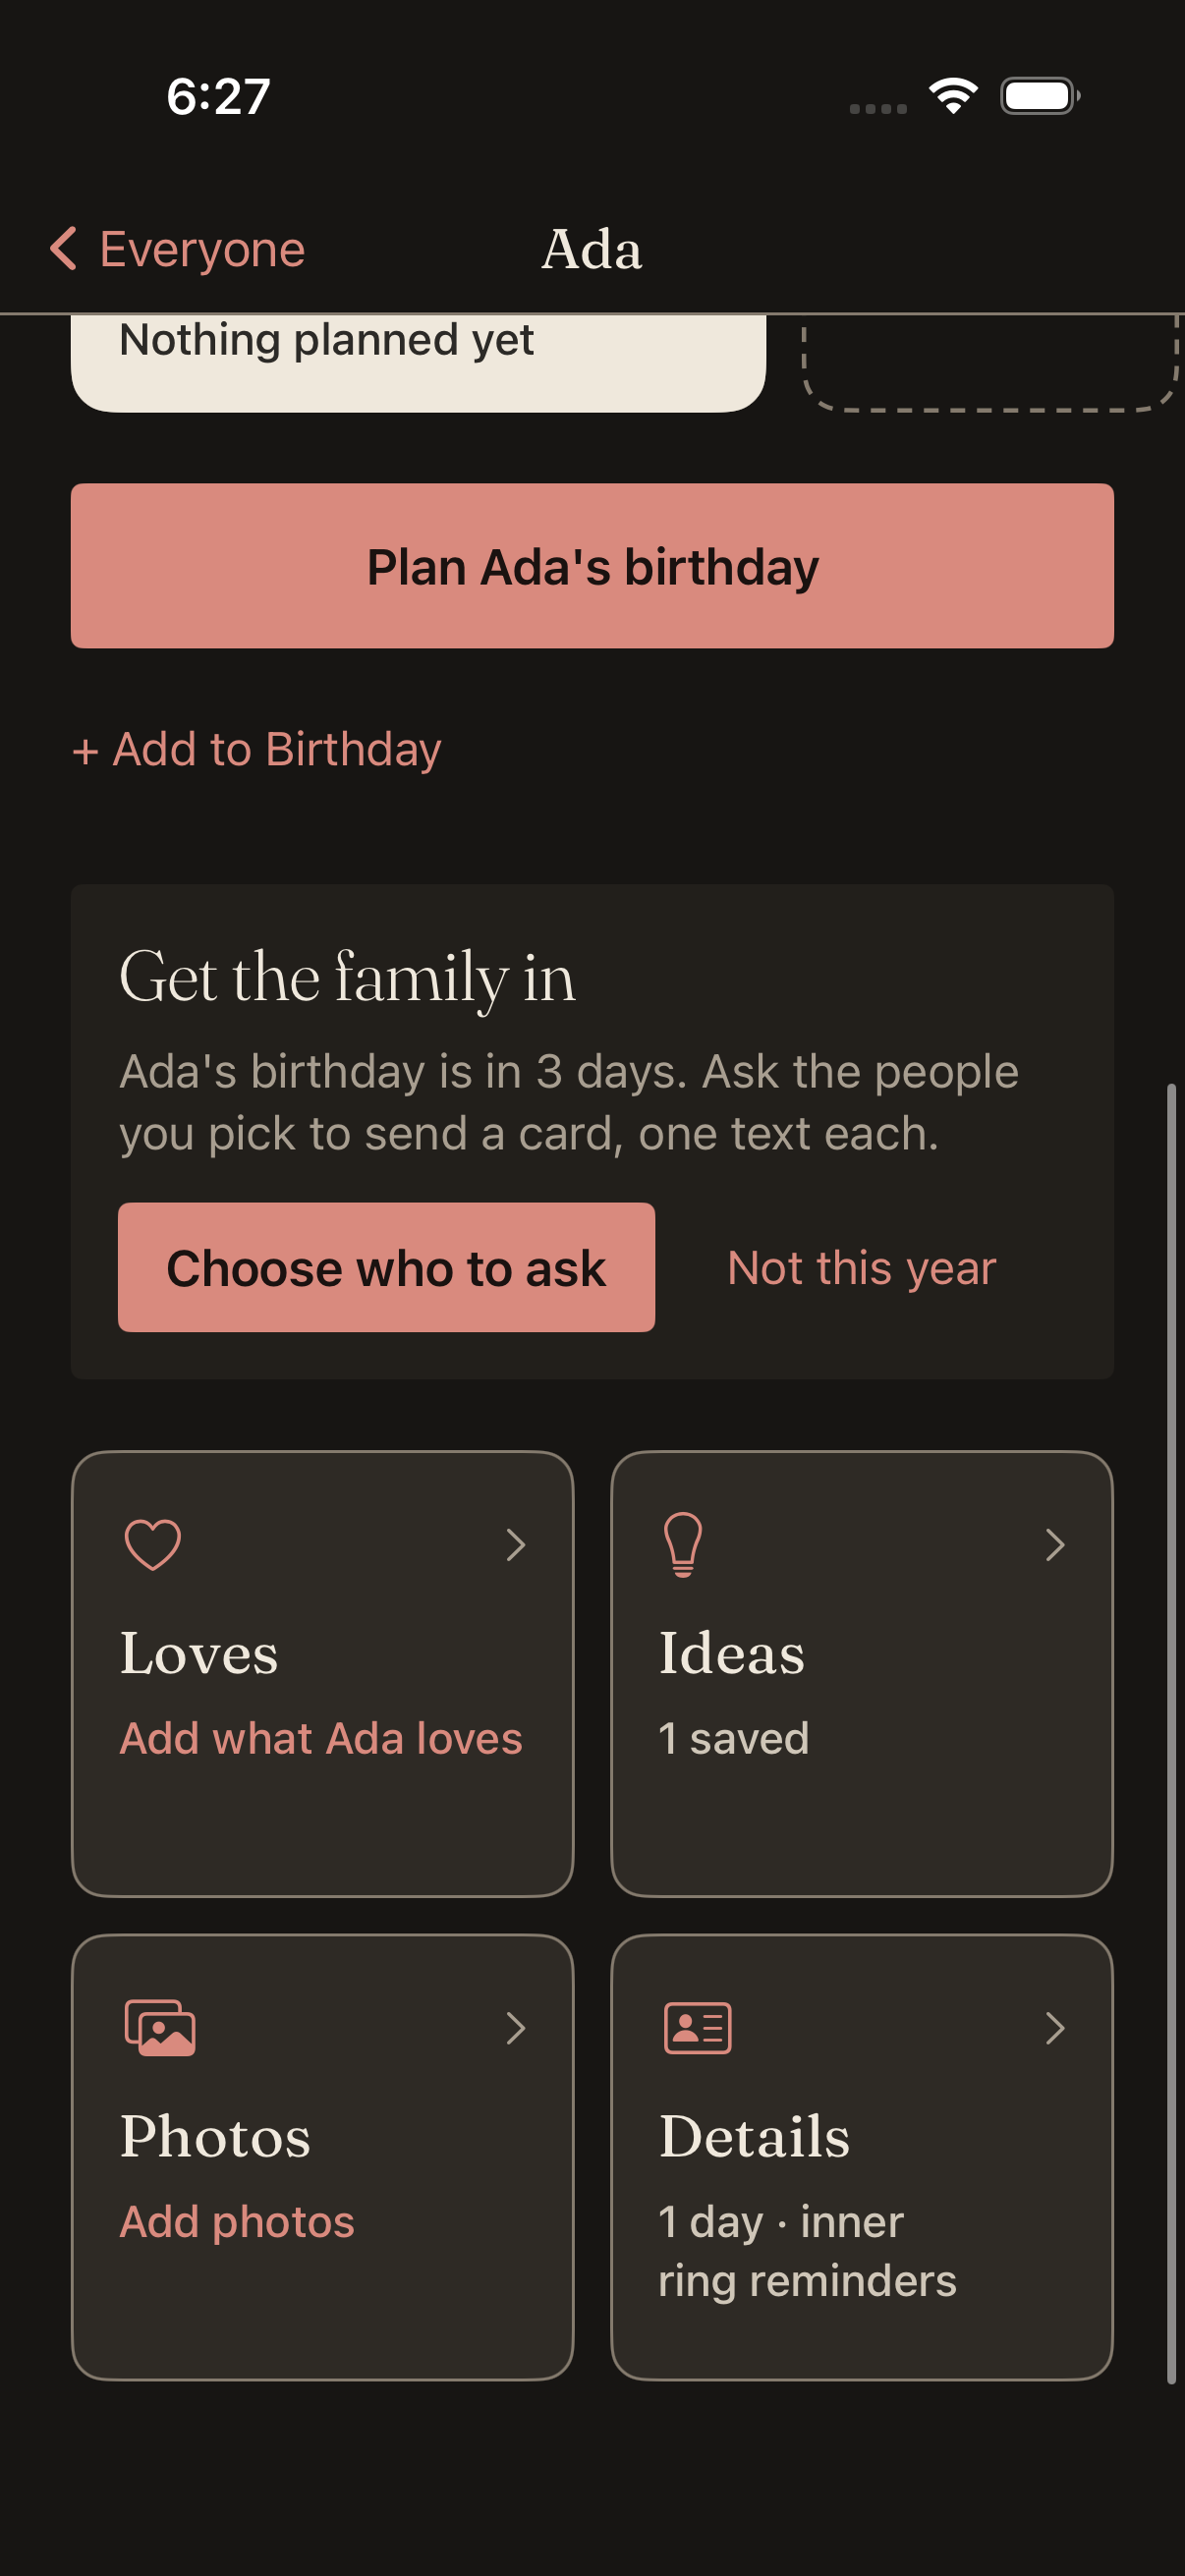 6:27
Everyone
Ada
Nothing planned yet
Plan Ada's birthday
+ Add to Birthday
Get the family in
Ada's birthday is in 3 days. Ask the people
you pick to send a card, one text each.
Choose who to ask
Not this year
Loves
Add what Ada loves
Ideas
1 saved
Photos
Add photos
Details
1 day · inner
ring reminders